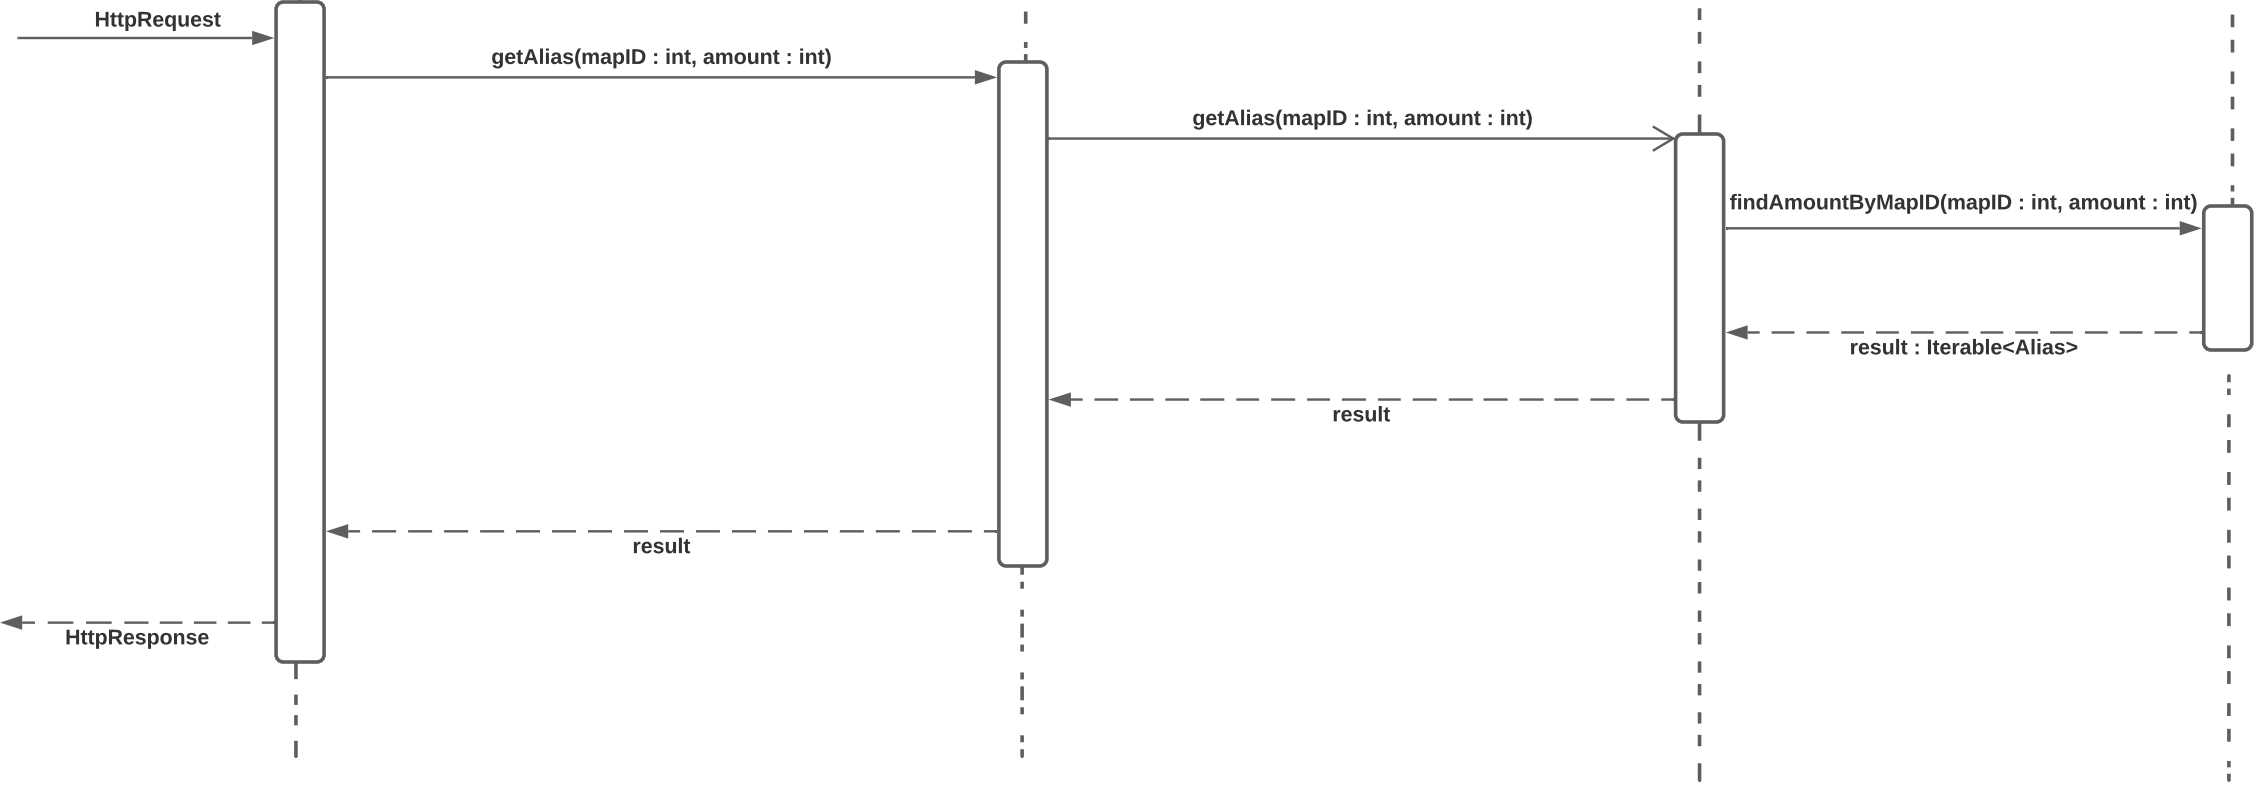 HttpRequest
getAlias(mapID : int, amount : int)
getAlias(mapID : int, amount : int)
findAmountByMapID(mapID : int, amount : int)
result : Iterable<Alias>
result
result
HttpResponse